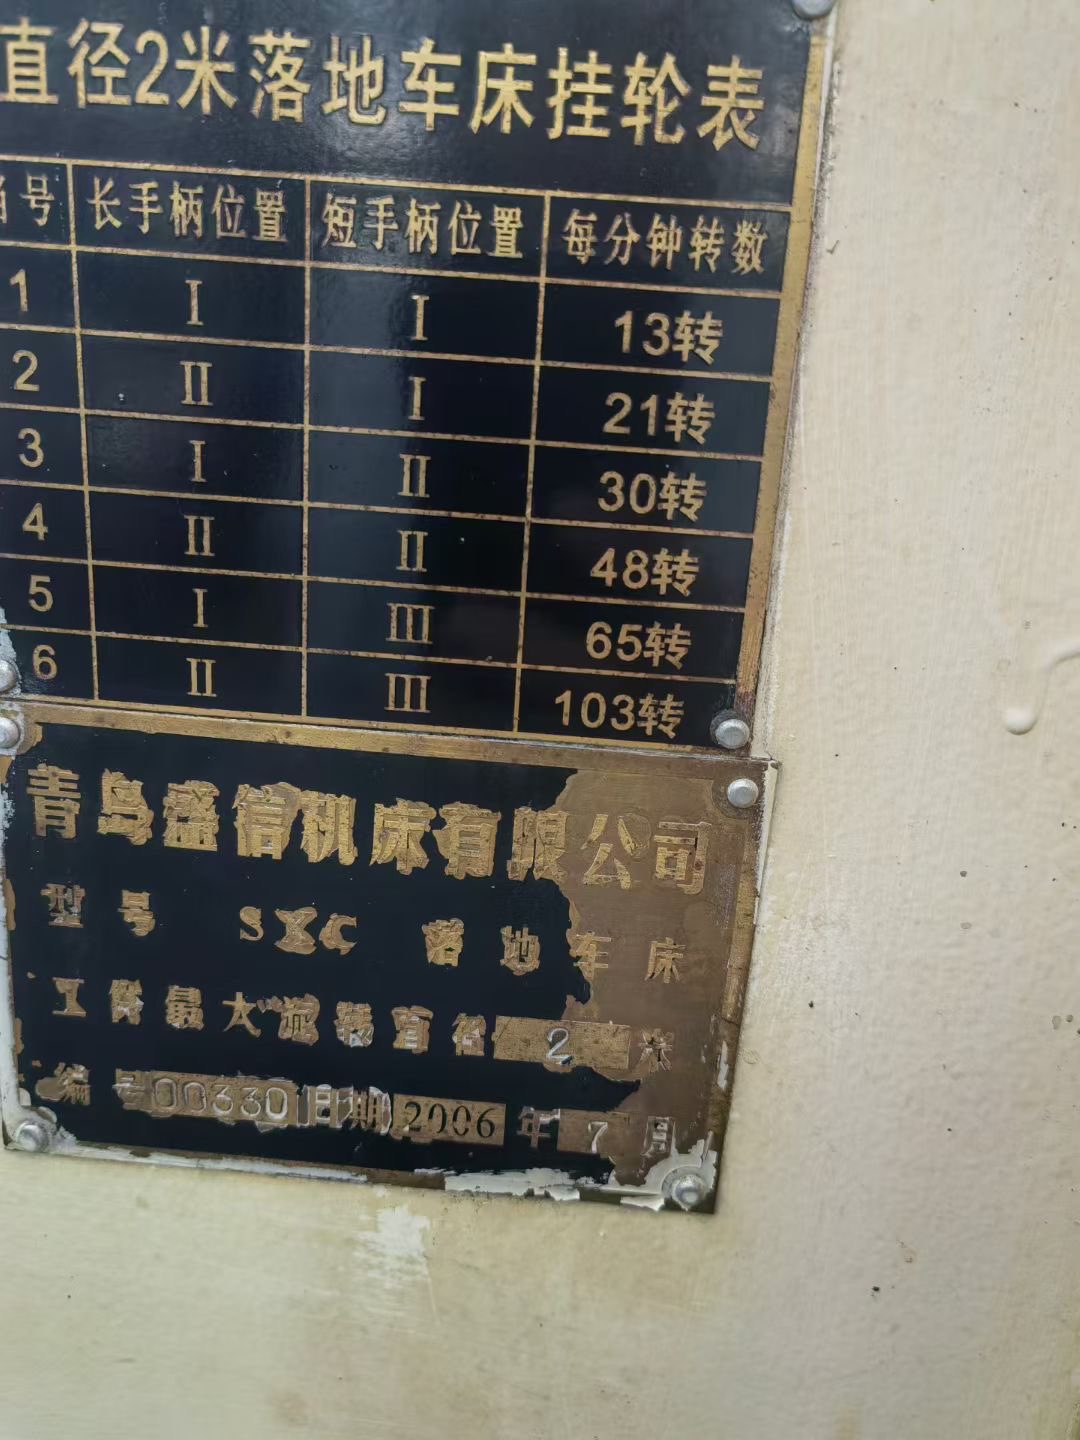 直径2米落地车床挂轮表
号 长手柄位置 短手柄位置 每分钟转数
1 I I 13转
2 II I 21转
3 I II 30转
4 II II 48转
5 I III 65转
6 II III 103转
青岛盛信机床有限公司
型号 SXC 落地车床
工件最大旋转直径 2 米
编号00330日期2006年7月